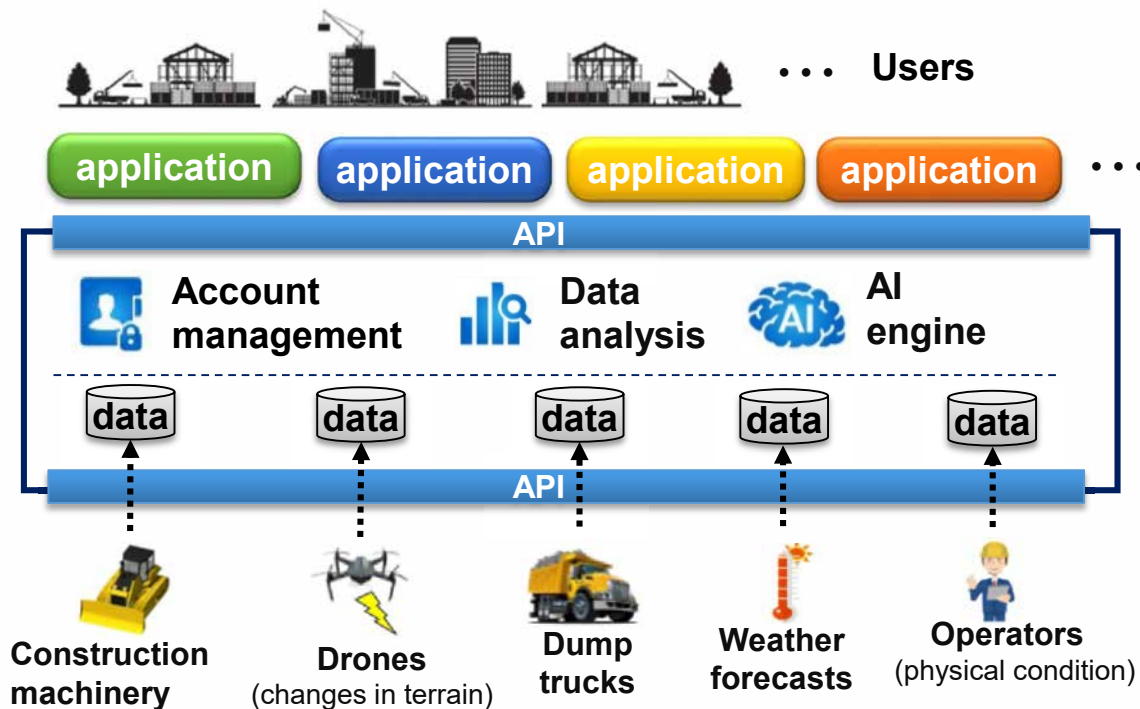 ••• Users
application application application application •••
API
Account management
Data analysis
AI engine
AI
data data data data data
API
Construction machinery
Drones
(changes in terrain)
Dump trucks
Weather forecasts
Operators
(physical condition)